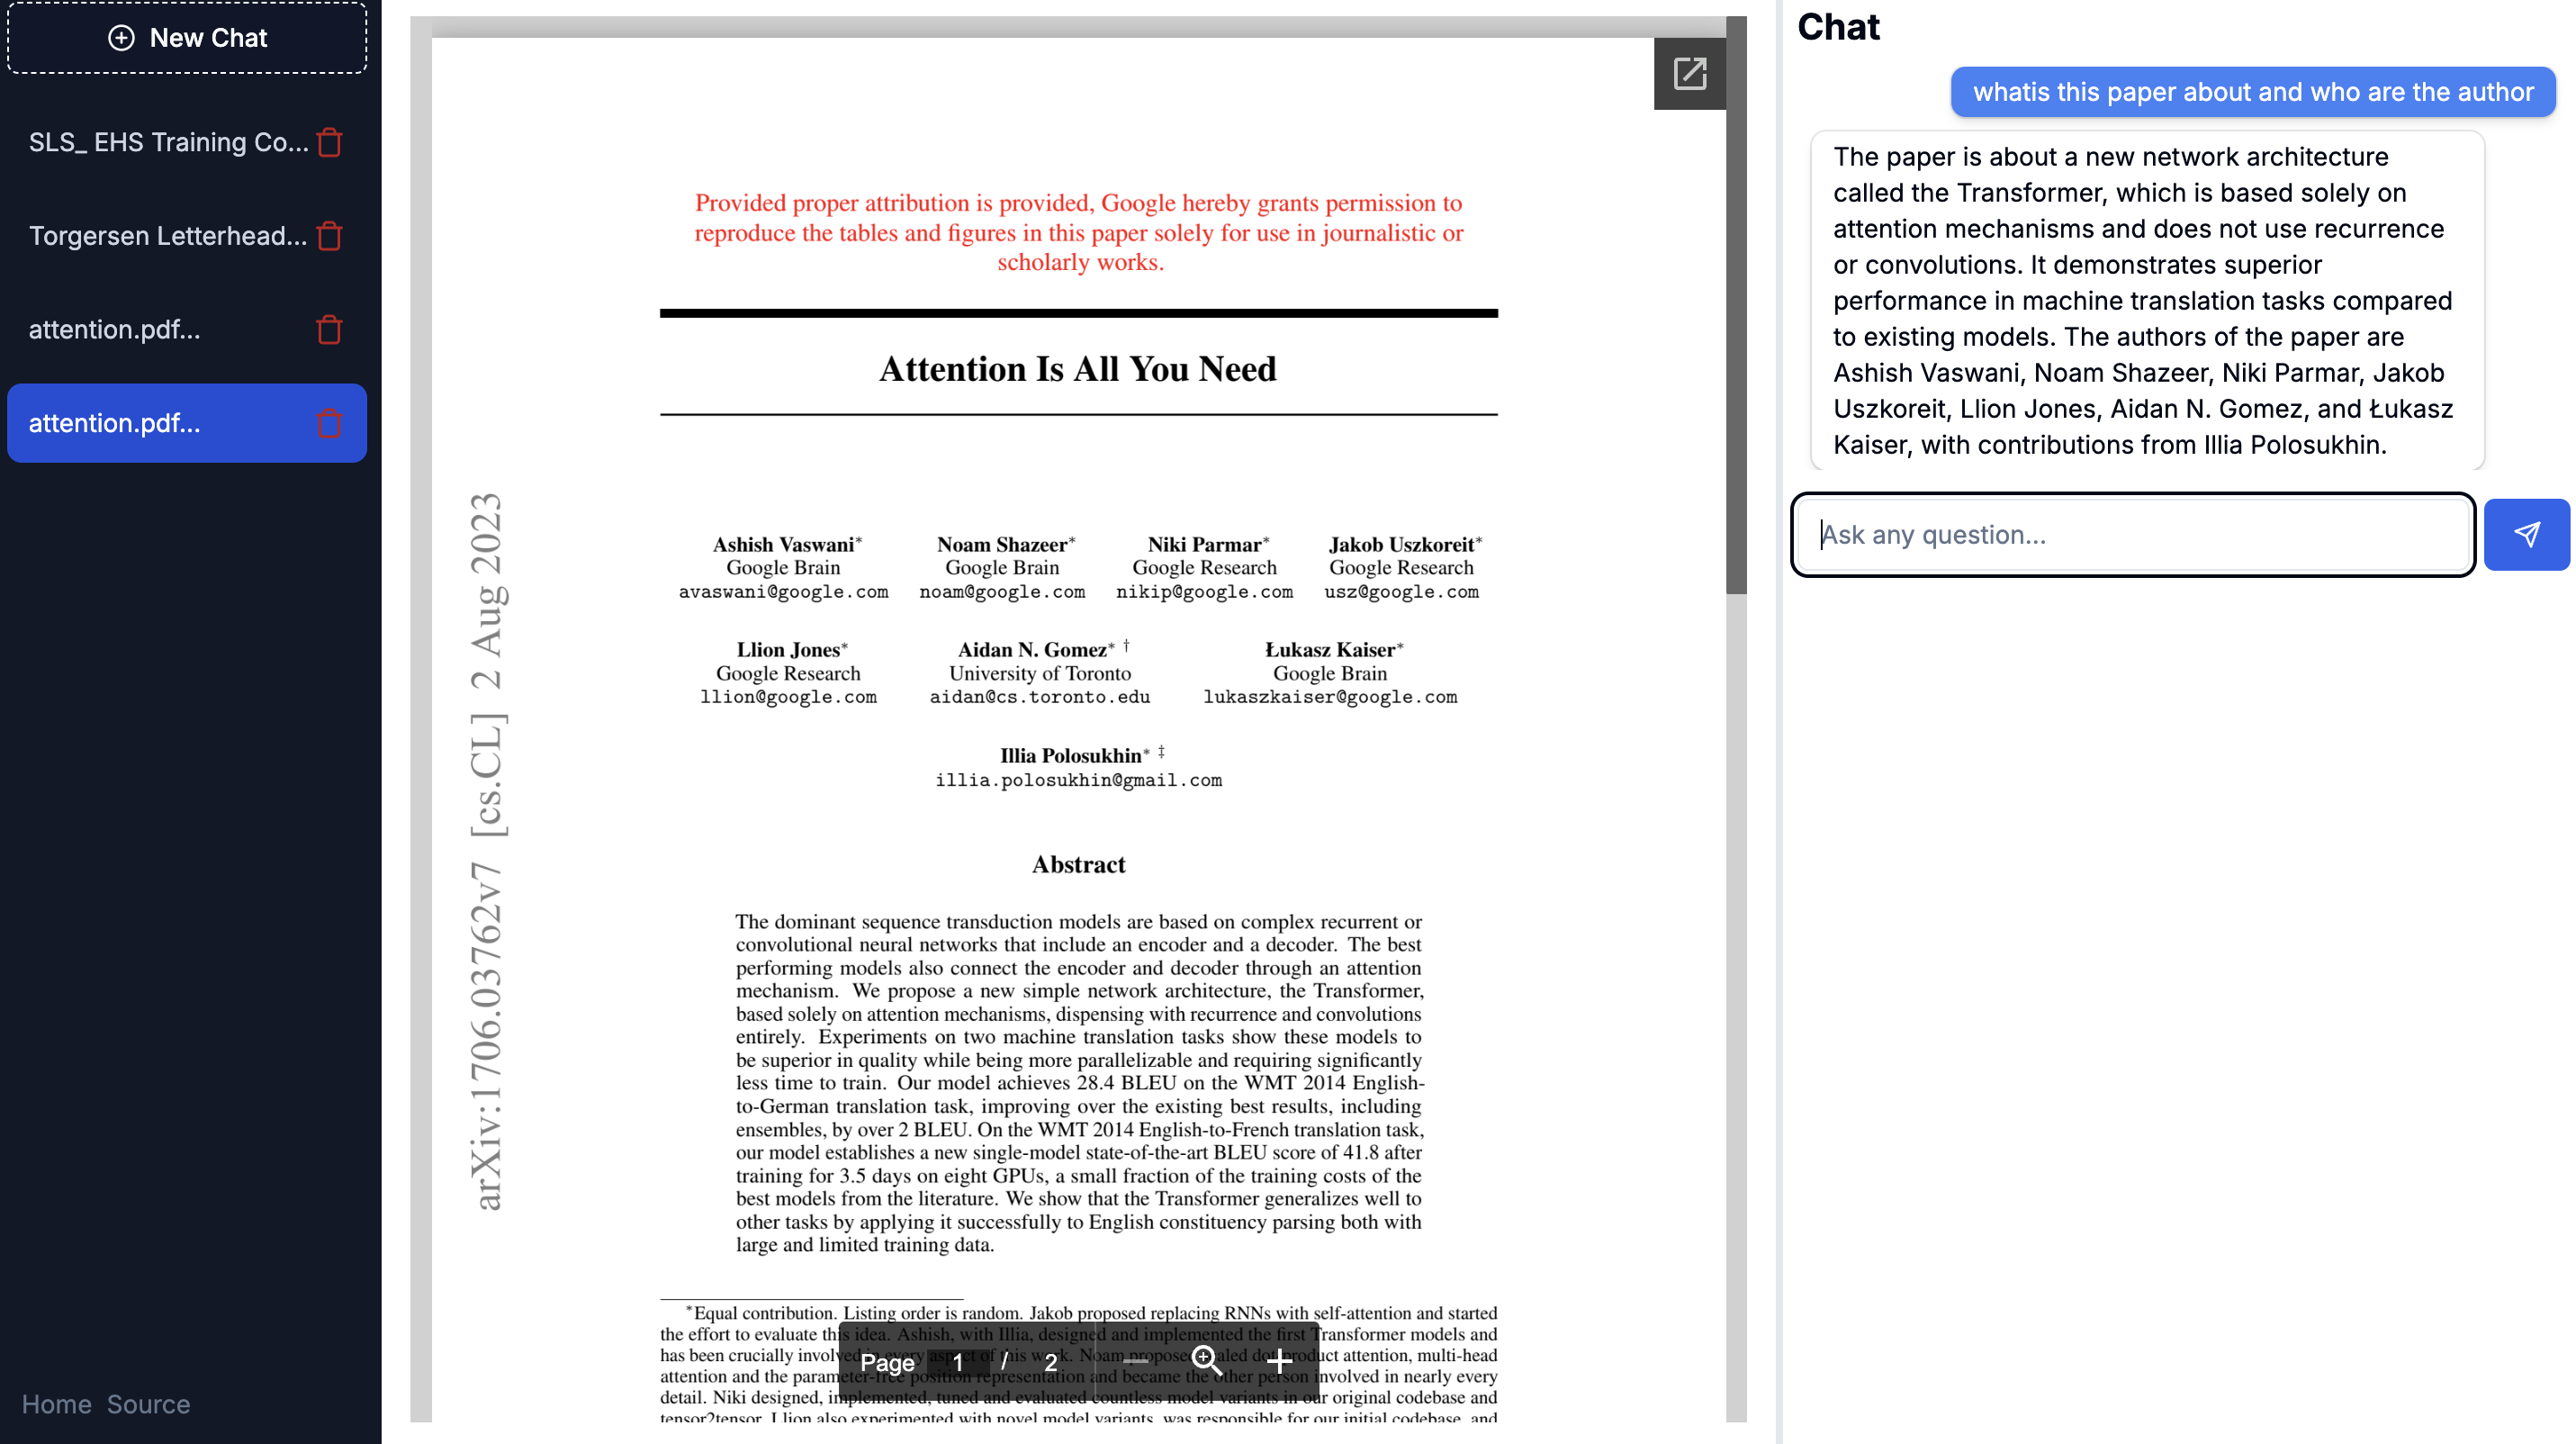 New Chat
SLS_ EHS Training Co...
Torgersen Letterhead...
attention.pdf...
attention.pdf...
Home Source
Provided proper attribution is provided, Google hereby grants permission to
reproduce the tables and figures in this paper solely for use in journalistic or
scholarly works.
Attention Is All You Need
Ashish Vaswani* Noam Shazeer* Niki Parmar* Jakob Uszkoreit*
Google Brain Google Brain Google Research Google Research
avaswani@google.com noam@google.com nikip@google.com usz@google.com
Llion Jones* Aidan N. Gomez* † Łukasz Kaiser*
Google Research University of Toronto Google Brain
llion@google.com aidan@cs.toronto.edu lukaszkaiser@google.com
Illia Polosukhin* ‡
illia.polosukhin@gmail.com
arXiv:1706.03762v7 [cs.CL] 2 Aug 2023
Abstract
The dominant sequence transduction models are based on complex recurrent or
convolutional neural networks that include an encoder and a decoder. The best
performing models also connect the encoder and decoder through an attention
mechanism. We propose a new simple network architecture, the Transformer,
based solely on attention mechanisms, dispensing with recurrence and convolutions
entirely. Experiments on two machine translation tasks show these models to
be superior in quality while being more parallelizable and requiring significantly
less time to train. Our model achieves 28.4 BLEU on the WMT 2014 English-
to-German translation task, improving over the existing best results, including
ensembles, by over 2 BLEU. On the WMT 2014 English-to-French translation task,
our model establishes a new single-model state-of-the-art BLEU score of 41.8 after
training for 3.5 days on eight GPUs, a small fraction of the training costs of the
best models from the literature. We show that the Transformer generalizes well to
other tasks by applying it successfully to English constituency parsing both with
large and limited training data.
*Equal contribution. Listing order is random. Jakob proposed replacing RNNs with self-attention and started
the effort to evaluate this idea. Ashish, with Illia, designed and implemented the first Transformer models and
has been crucially involved in every aspect of this work. Noam proposed scaled dot-product attention, multi-head
attention and the parameter-free position representation and became the other person involved in nearly every
detail. Niki designed, implemented, tuned and evaluated countless model variants in our original codebase and
tensor2tensor. Llion also experimented with novel model variants, was responsible for our initial codebase, and
Page 1 / 2
Chat
whatis this paper about and who are the author
The paper is about a new network architecture
called the Transformer, which is based solely on
attention mechanisms and does not use recurrence
or convolutions. It demonstrates superior
performance in machine translation tasks compared
to existing models. The authors of the paper are
Ashish Vaswani, Noam Shazeer, Niki Parmar, Jakob
Uszkoreit, Llion Jones, Aidan N. Gomez, and Łukasz
Kaiser, with contributions from Illia Polosukhin.
Ask any question...